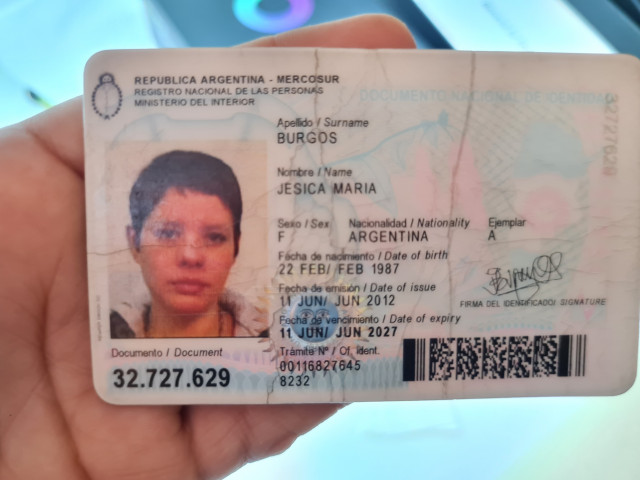 REPUBLICA ARGENTINA - MERCOSUR
REGISTRO NACIONAL DE LAS PERSONAS
MINISTERIO DEL INTERIOR
DOCUMENTO NACIONAL DE IDENTIDAD
Apellido / Surname
BURGOS
Nombre / Name
JESICA MARIA
Sexo / Sex Nacionalidad / Nationality Ejemplar
F ARGENTINA A
Fecha de nacimiento / Date of birth
22 FEB/ FEB 1987
Fecha de emisión / Date of issue
11 JUN/ JUN 2012
FIRMA DEL IDENTIFICADO/ SIGNATURE
Fecha de vencimiento / Date of expiry
11 JUN/ JUN 2027
Documento / Document
32.727.629
Trámite Nº / Of. ident.
00116827645
8232
32727629